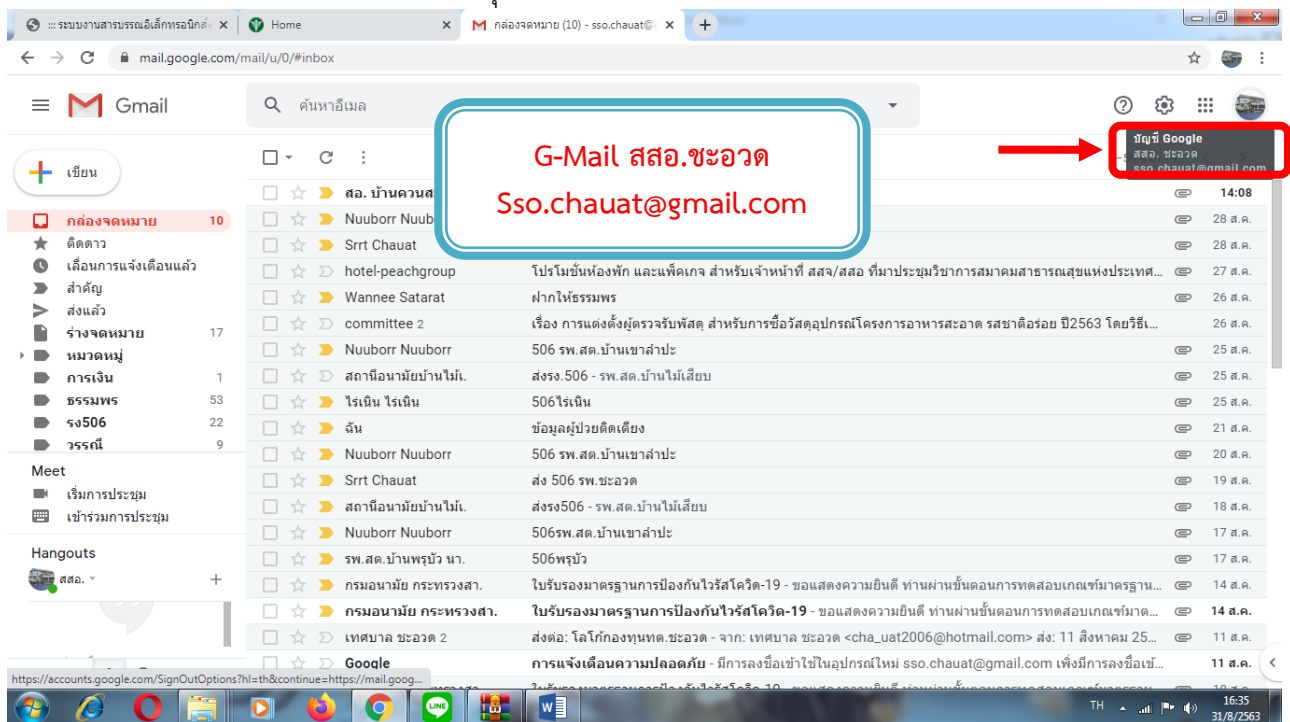 ::: ระบบงานสารบรรณอิเล็กทรอนิกส์
Home
กล่องจดหมาย (10) - sso.chauat@
mail.google.com/mail/u/0/#inbox
Gmail
ค้นหาอีเมล
G-Mail สสอ.ชะอวด
Sso.chauat@gmail.com
บัญชี Google
สสอ. ชะอวด
sso.chauat@gmail.com
เขียน
กล่องจดหมาย 10
ติดดาว
เลื่อนการแจ้งเตือนแล้ว
สำคัญ
ส่งแล้ว
ร่างจดหมาย 17
หมวดหมู่
การเงิน 1
ธรรมพร 53
รง506 22
วรรณี 9
Meet
เริ่มการประชุม
เข้าร่วมการประชุม
Hangouts
สสอ.
สอ. บ้านควนส 14:08
Nuuborr Nuub 28 ส.ค.
Srrt Chauat 28 ส.ค.
hotel-peachgroup โปรโมชั่นห้องพัก และแพ็คเกจ สำหรับเจ้าหน้าที่ สสจ/สสอ ที่มาประชุมวิชาการสมาคมสาธารณสุขแห่งประเทศ... 27 ส.ค.
Wannee Satarat ฝากให้ธรรมพร 26 ส.ค.
committee 2 เรื่อง การแต่งตั้งผู้ตรวจรับพัสดุ สำหรับการซื้อวัสดุอุปกรณ์โครงการอาหารสะอาด รสชาติอร่อย ปี2563 โดยวิธีเ... 26 ส.ค.
Nuuborr Nuuborr 506 รพ.สต.บ้านเขาลำปะ 25 ส.ค.
สถานีอนามัยบ้านไม้เ. ส่งรง.506 - รพ.สต.บ้านไม้เสียบ 25 ส.ค.
ไร่เนิน ไร่เนิน 506ไร่เนิน 25 ส.ค.
ฉัน ข้อมูลผู้ป่วยติดเตียง 21 ส.ค.
Nuuborr Nuuborr 506 รพ.สต.บ้านเขาลำปะ 20 ส.ค.
Srrt Chauat ส่ง 506 รพ.ชะอวด 19 ส.ค.
สถานีอนามัยบ้านไม้เ. ส่งรง506 - รพ.สต.บ้านไม้เสียบ 18 ส.ค.
Nuuborr Nuuborr 506รพ.สต.บ้านเขาลำปะ 17 ส.ค.
รพ.สต.บ้านพรุบัว นา. 506พรุบัว 17 ส.ค.
กรมอนามัย กระทรวงสา. ใบรับรองมาตรฐานการป้องกันไวรัสโควิด-19 - ขอแสดงความยินดี ท่านผ่านขั้นตอนการทดสอบเกณฑ์มาตรฐาน... 14 ส.ค.
กรมอนามัย กระทรวงสา. ใบรับรองมาตรฐานการป้องกันไวรัสโควิด-19 - ขอแสดงความยินดี ท่านผ่านขั้นตอนการทดสอบเกณฑ์มาต... 14 ส.ค.
เทศบาล ชะอวด 2 ส่งต่อ: โลโก้กองทุนทต.ชะอวด - จาก: เทศบาล ชะอวด <cha_uat2006@hotmail.com> ส่ง: 11 สิงหาคม 25... 11 ส.ค.
Google การแจ้งเตือนความปลอดภัย - มีการลงชื่อเข้าใช้ในอุปกรณ์ใหม่ sso.chauat@gmail.com เพิ่งมีการลงชื่อเข้... 11 ส.ค.
https://accounts.google.com/SignOutOptions?hl=th&continue=https://mail.goog...
TH
16:35
31/8/2563